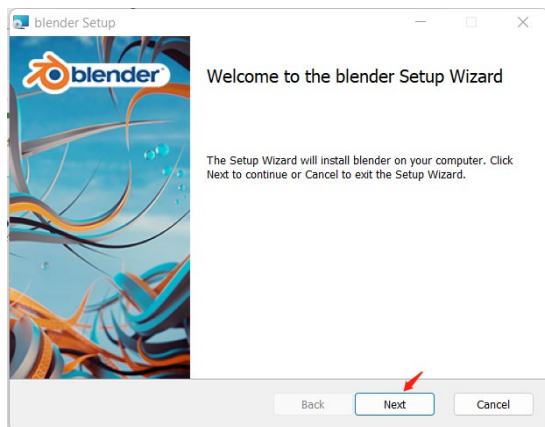 blender Setup
blender
Welcome to the blender Setup Wizard
The Setup Wizard will install blender on your computer. Click
Next to continue or Cancel to exit the Setup Wizard.
Back
Next
Cancel